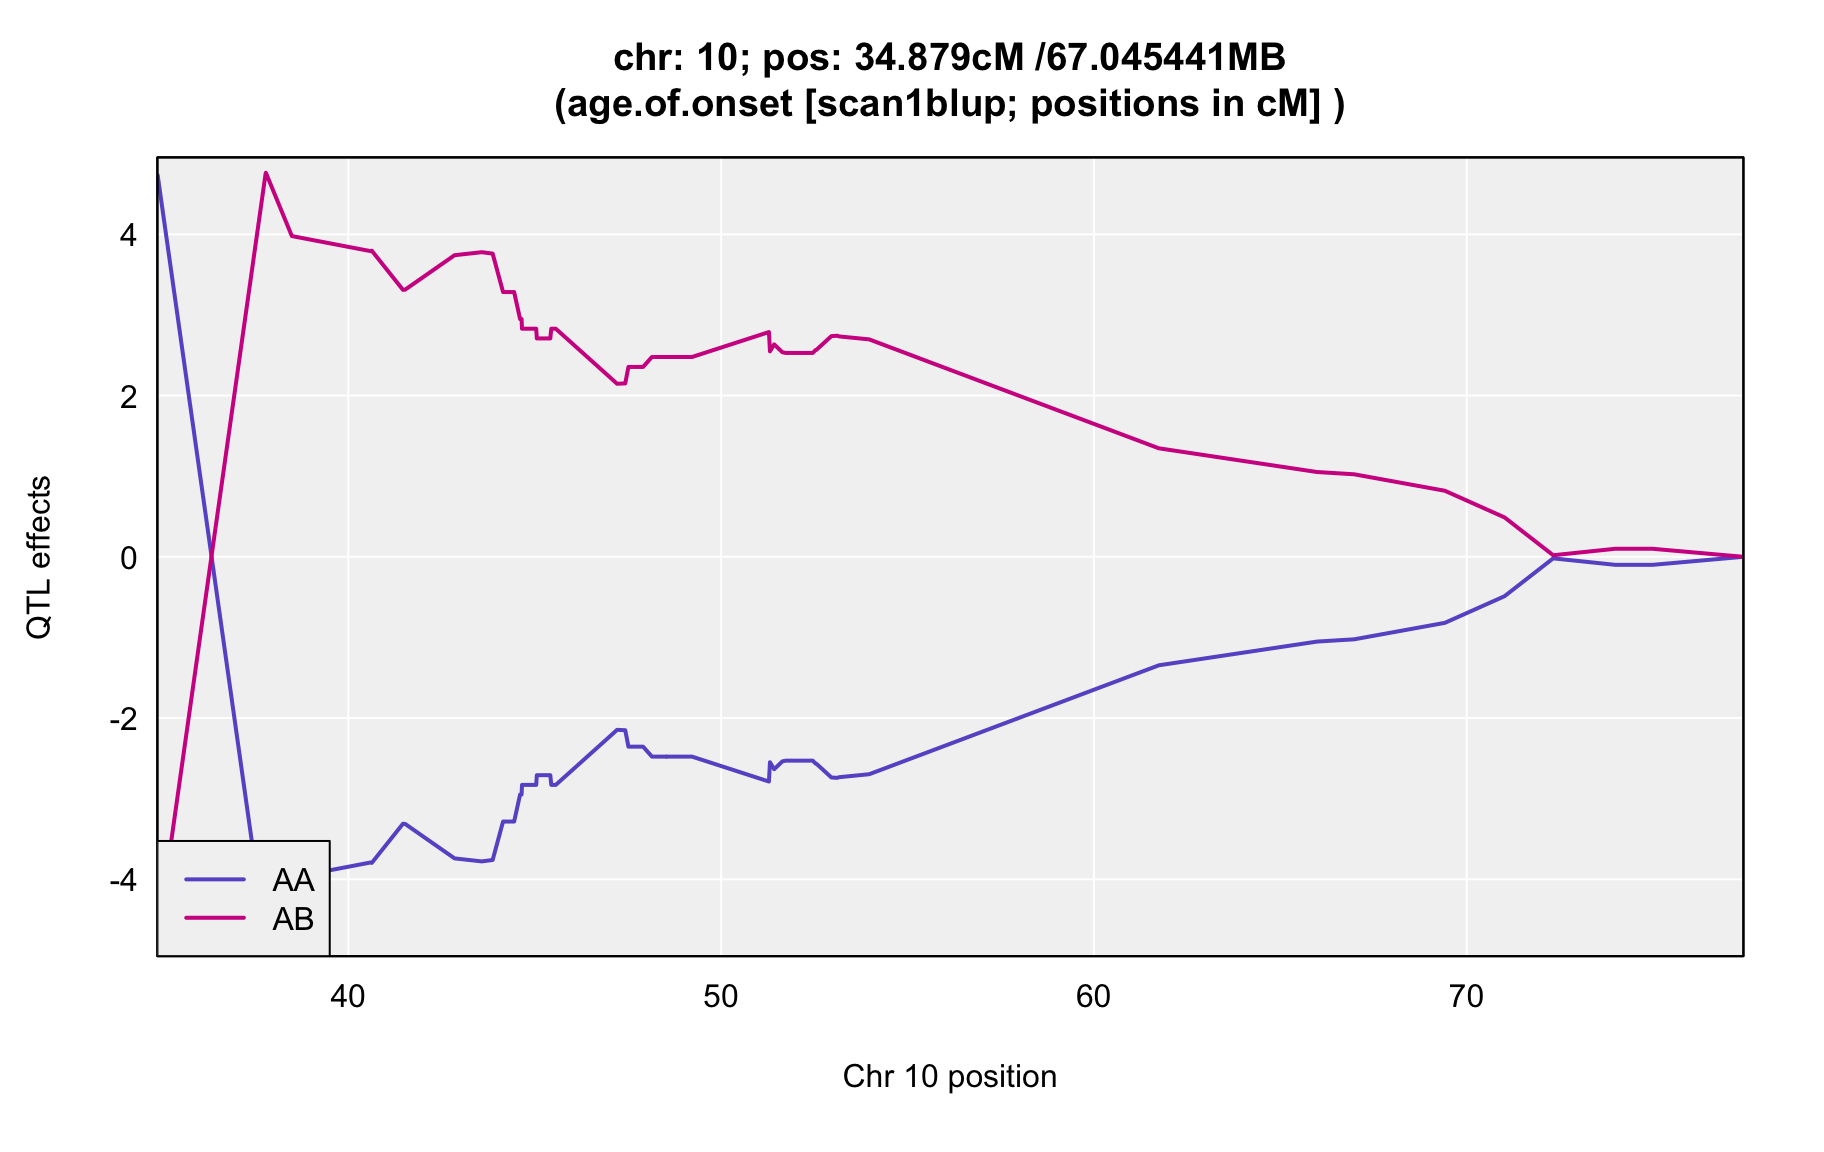 chr: 10; pos: 34.879cM /67.045441MB
(age.of.onset [scan1blup; positions in cM] )
QTL effects
4
2
0
-2
-4
AA
AB
40 50 60 70
Chr 10 position